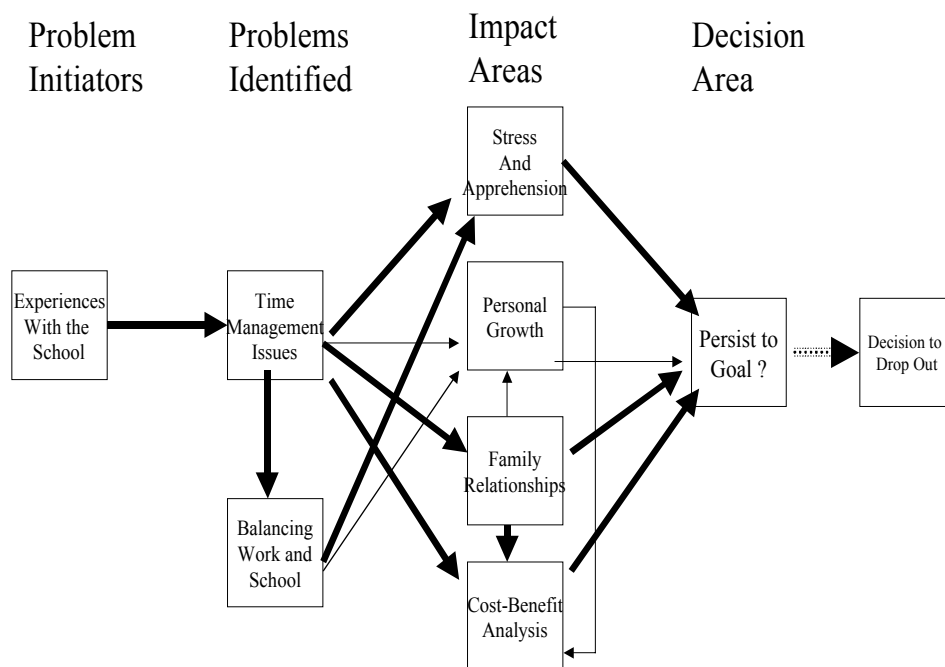 Problem
Initiators
Problems
Identified
Impact
Areas
Decision
Area
Stress
And
Apprehension
Experiences
With the
School
Time
Management
Issues
Personal
Growth
Persist to
Goal ?
Decision to
Drop Out
Family
Relationships
Balancing
Work and
School
Cost-Benefit
Analysis